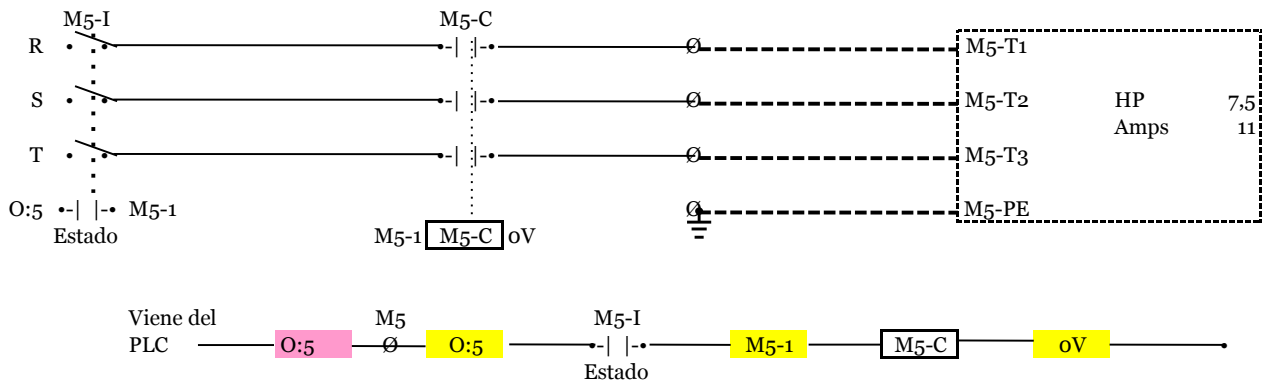 M5-I M5-C
R M5-T1
S M5-T2 HP 7,5
Amps 11
T M5-T3
O:5 M5-1 M5-PE
Estado M5-1 M5-C 0V
Viene del M5 M5-I
PLC O:5 Ø O:5 M5-1 M5-C 0V
Estado